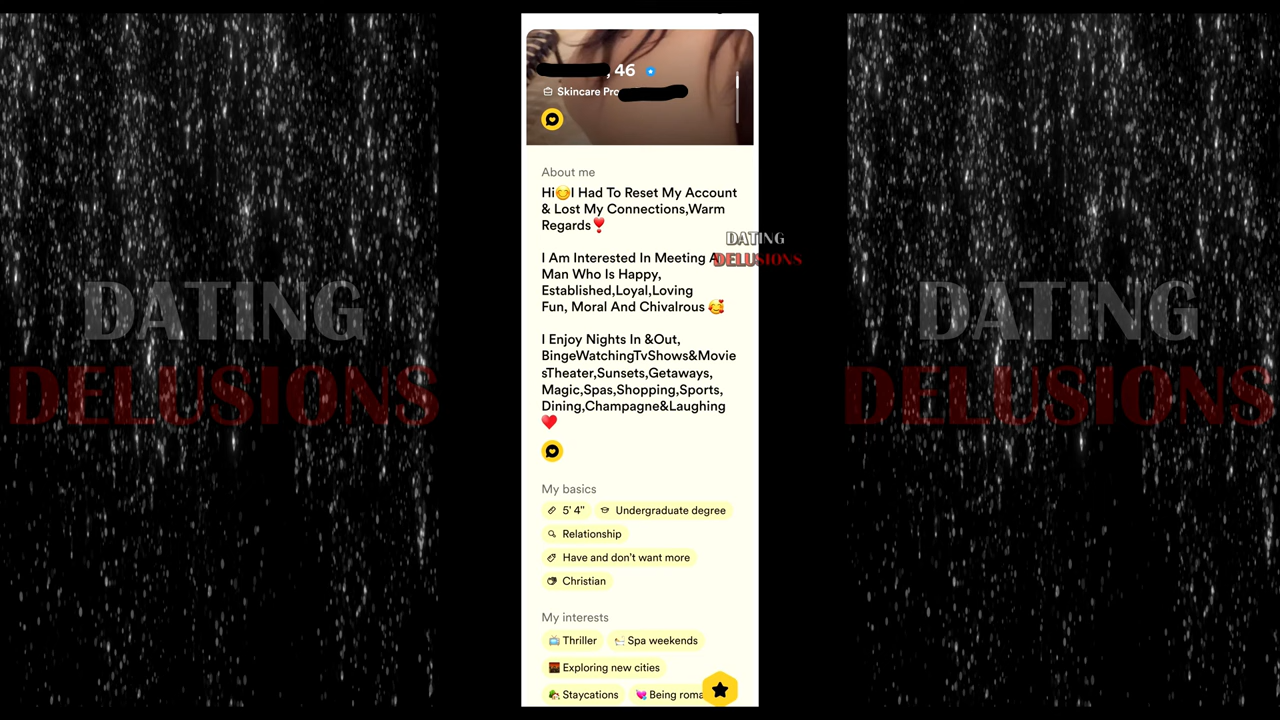 , 46
Skincare Pro
About me
Hi😊I Had To Reset My Account
& Lost My Connections,Warm
Regards❣️
I Am Interested In Meeting A
Man Who Is Happy,
Established,Loyal,Loving
Fun, Moral And Chivalrous 🥰
I Enjoy Nights In &Out,
BingeWatchingTvShows&Movie
sTheater,Sunsets,Getaways,
Magic,Spas,Shopping,Sports,
Dining,Champagne&Laughing
❤️
My basics
5' 4" Undergraduate degree
Relationship
Have and don't want more
Christian
My interests
Thriller Spa weekends
Exploring new cities
Staycations Being roma
DATING
DELUSIONS
DATING
DELUSIONS
DATING
DELUSIONS